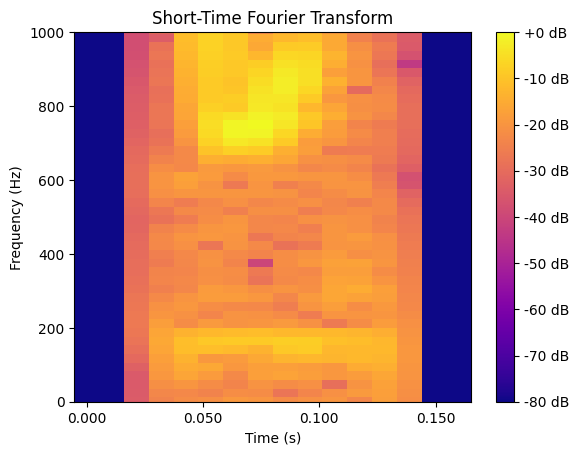 Short-Time Fourier Transform
1000
800
600
400
200
0
Frequency (Hz)
0.000
0.050
0.100
0.150
Time (s)
+0 dB
-10 dB
-20 dB
-30 dB
-40 dB
-50 dB
-60 dB
-70 dB
-80 dB